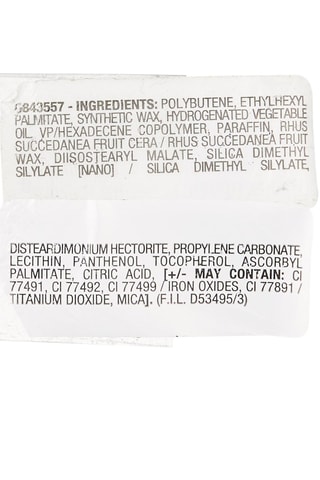 5843557 - INGREDIENTS: POLYBUTENE, ETHYLHEXYL
PALMITATE, SYNTHETIC WAX, HYDROGENATED VEGETABLE
OIL. VP/HEXADECENE COPOLYMER, PARAFFIN, RHUS
SUCCEDANEA FRUIT CERA / RHUS SUCCEDANEA FRUIT
WAX, DIISOSTEARYL MALATE, SILICA DIMETHYL
SILYLATE [NANO] / SILICA DIMETHYL SILYLATE,
DISTEARDIMONIUM HECTORITE, PROPYLENE CARBONATE,
LECITHIN, PANTHENOL, TOCOPHEROL, ASCORBYL
PALMITATE, CITRIC ACID, [+/- MAY CONTAIN: CI
77491, CI 77492, CI 77499 / IRON OXIDES, CI 77891 /
TITANIUM DIOXIDE, MICA]. (F.I.L. D53495/3)